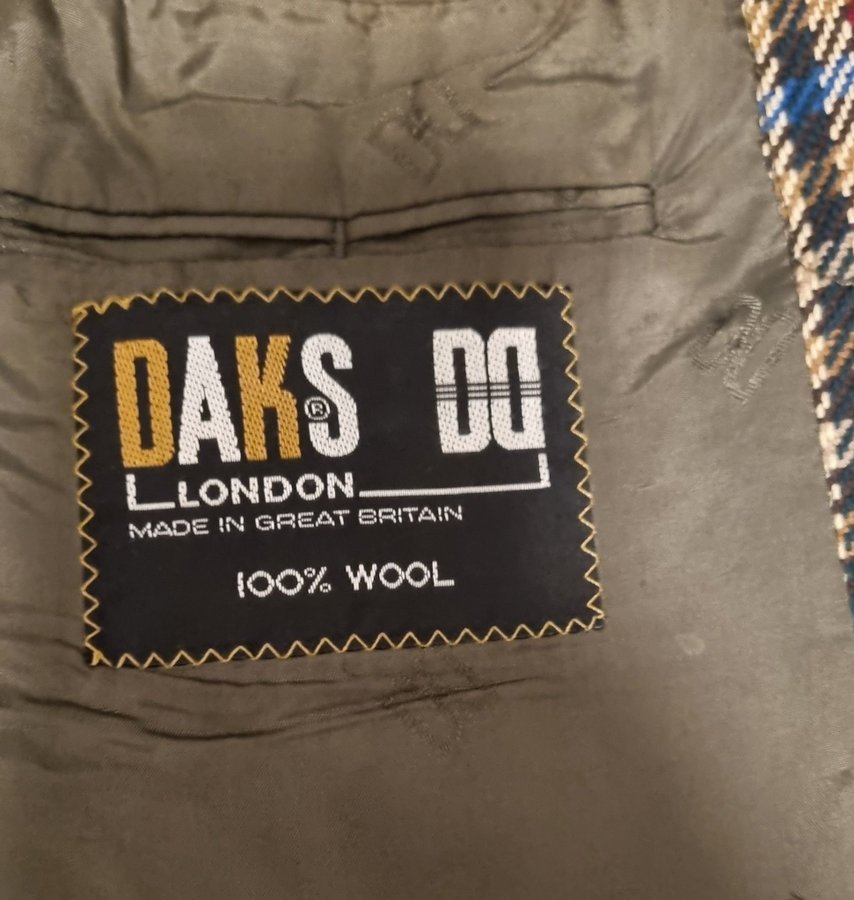 DAKS® DD
LONDON
MADE IN GREAT BRITAIN
100% WOOL